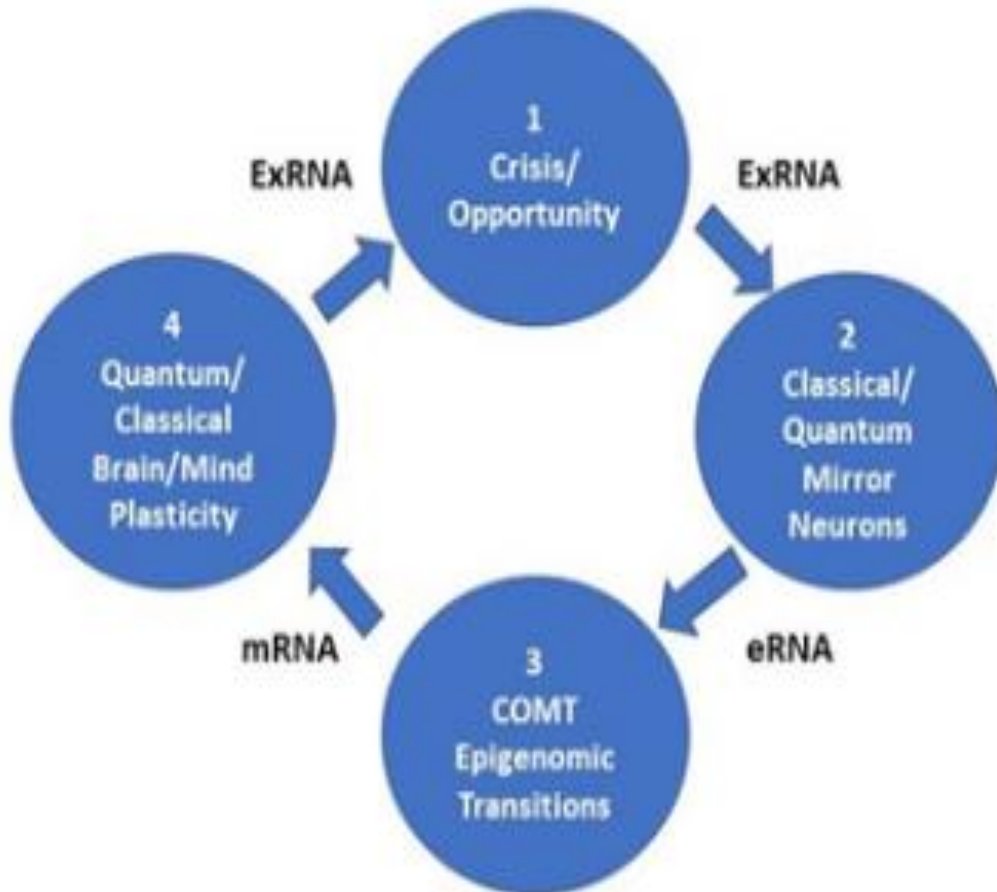 1
Crisis/
Opportunity
ExRNA
ExRNA
2
Classical/
Quantum
Mirror
Neurons
eRNA
3
COMT
Epigenomic
Transitions
mRNA
4
Quantum/
Classical
Brain/Mind
Plasticity